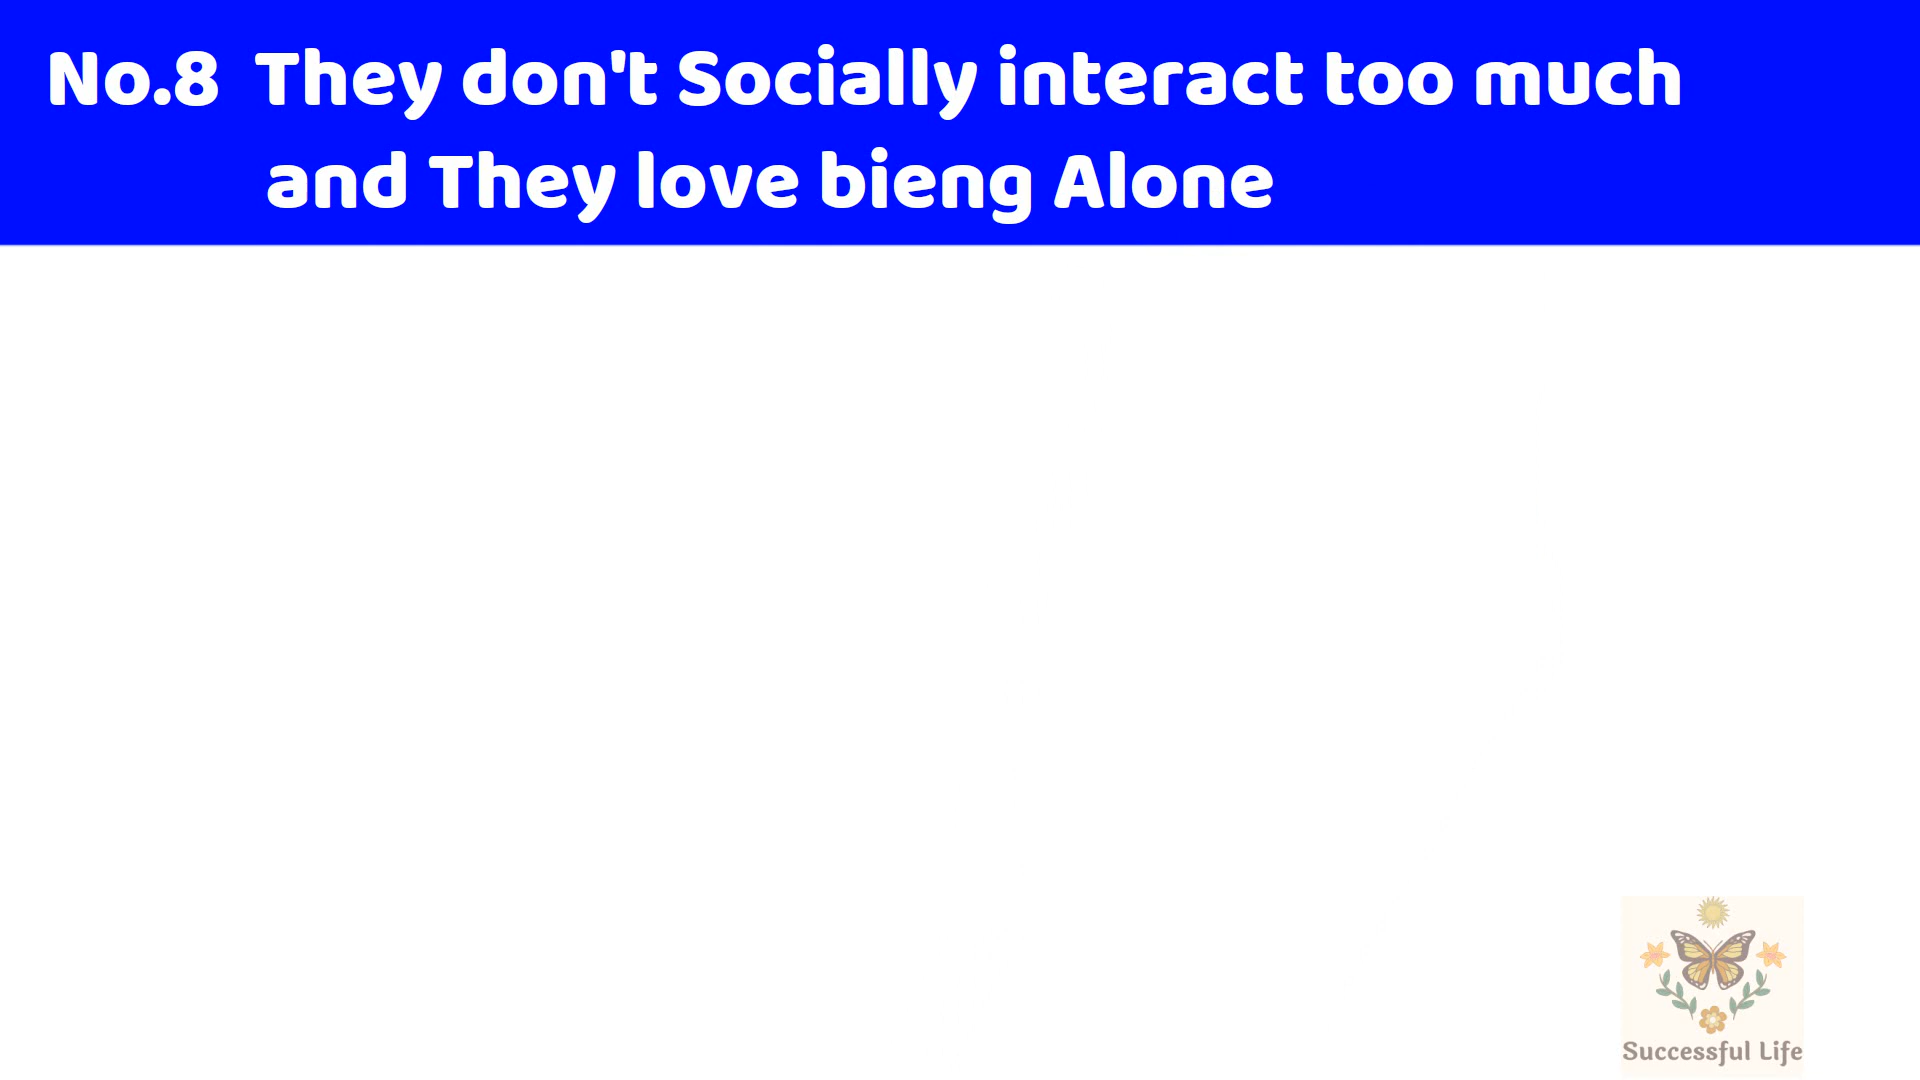 No.8 They don't Socially interact too much
and They love bieng Alone
Successful Life